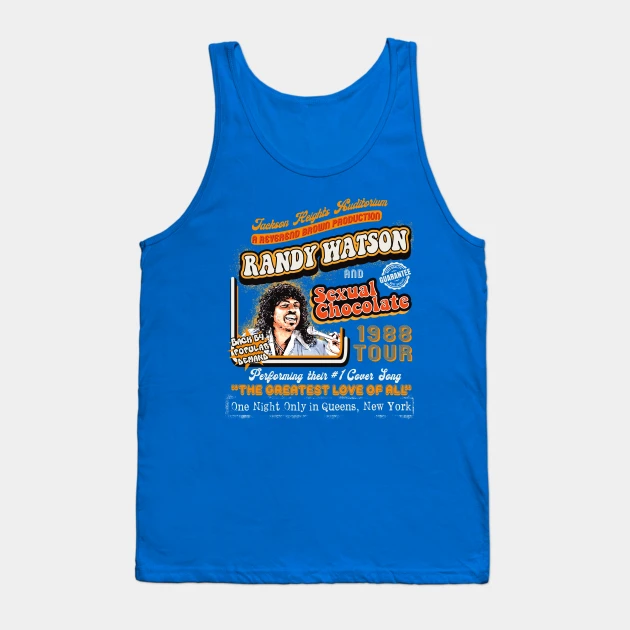 Jackson Heights Auditorium
A REVEREND BROWN PRODUCTION
RANDY WATSON
AND
GUARANTEE
Sexual
Chocolate
BACK BY
POPULAR
DEMAND
1988
TOUR
Performing their #1 Cover Song
"THE GREATEST LOVE OF ALL"
One Night Only in Queens, New York